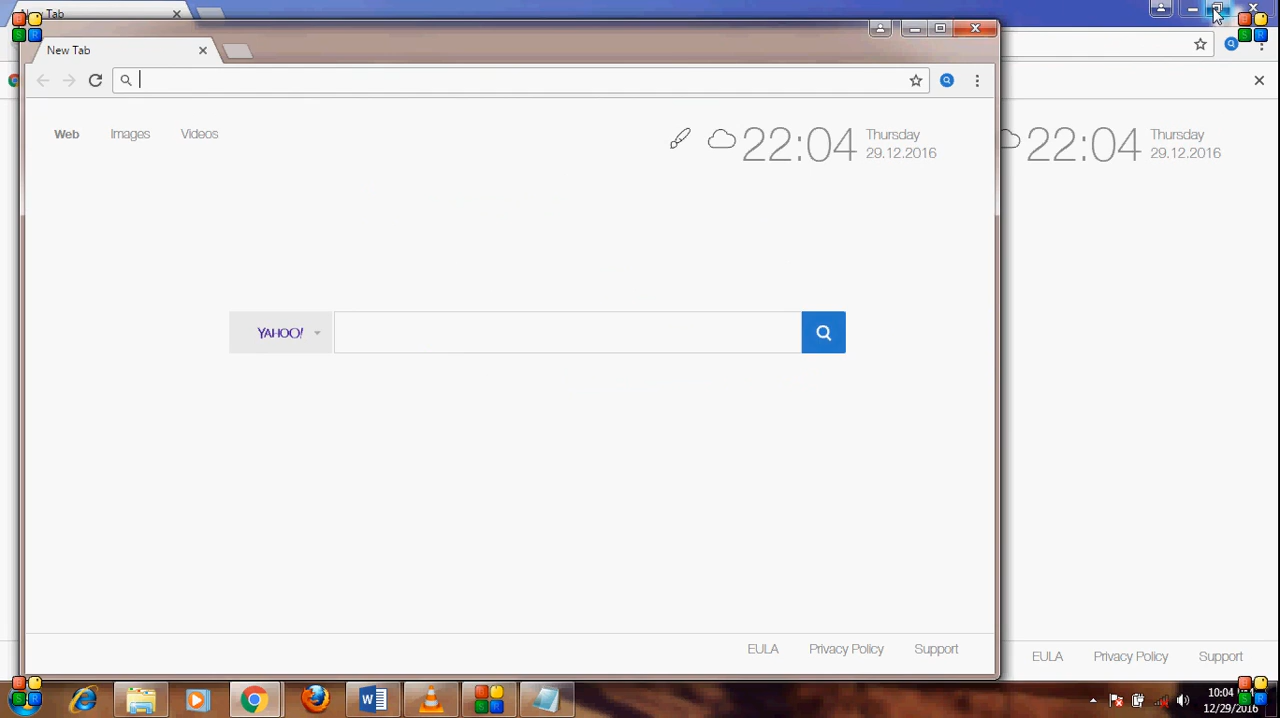 New Tab
New Tab
Web Images Videos
22:04 Thursday
29.12.2016
22:04 Thursday
29.12.2016
YAHOO!
EULA Privacy Policy Support
EULA Privacy Policy Support
W
10:04
12/29/2016